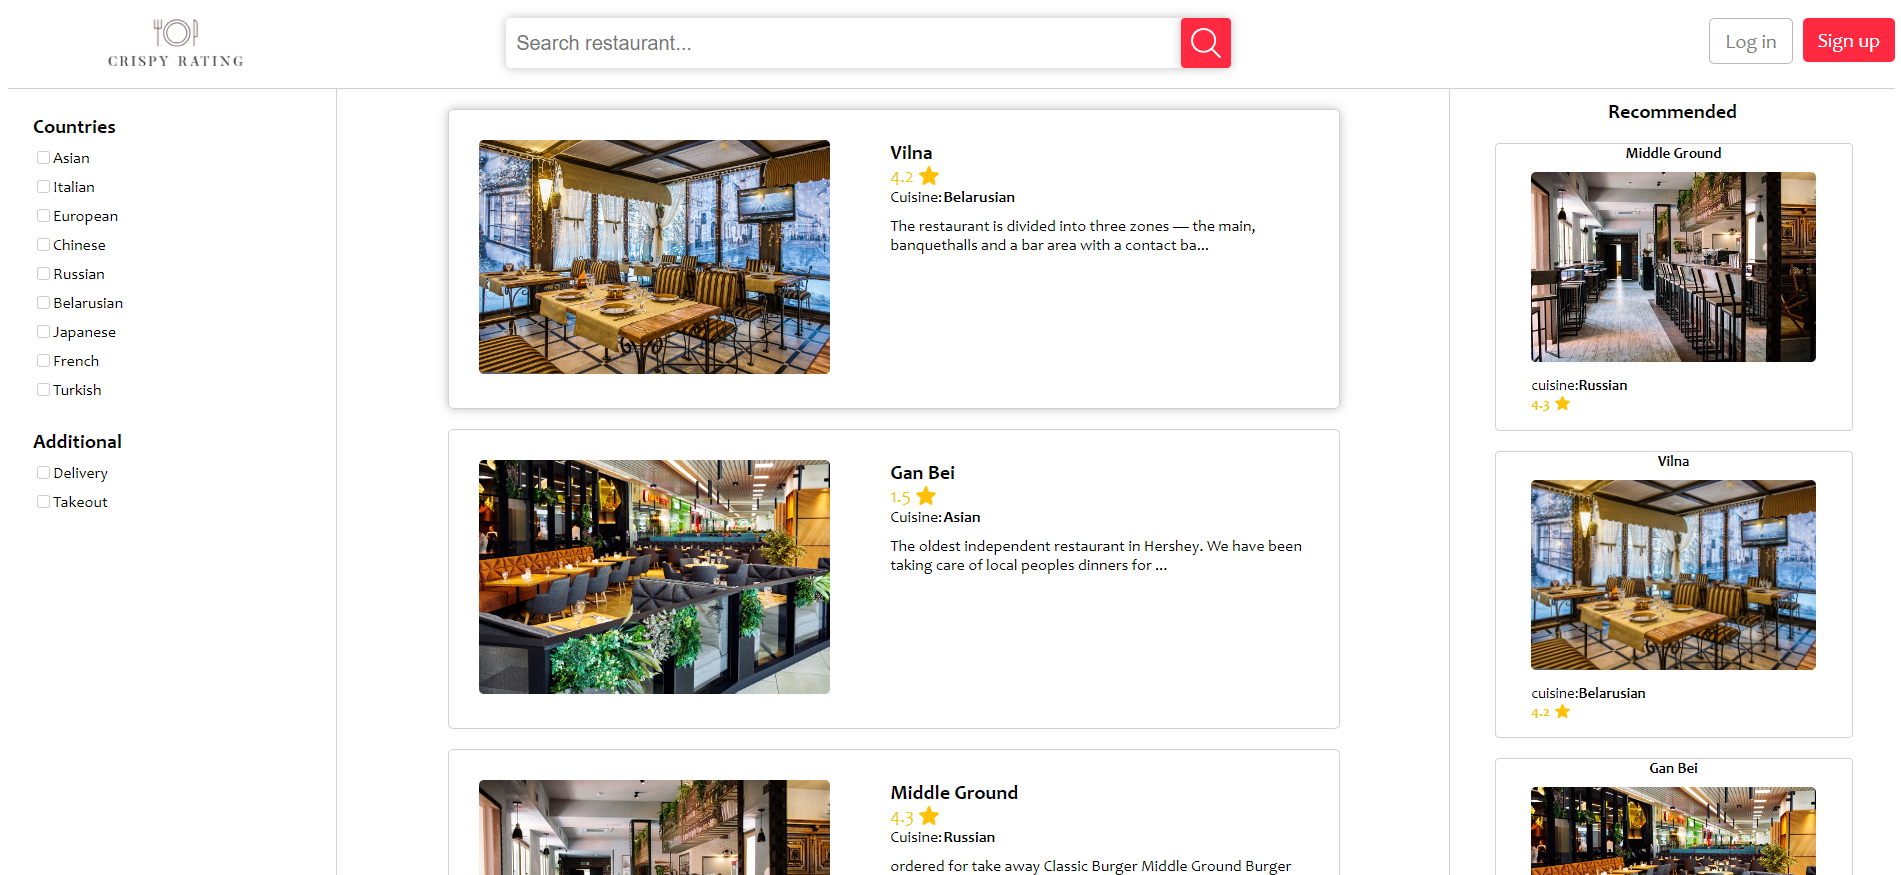 CRISPY RATING
Search restaurant...
Log in
Sign up
Countries
Asian
Italian
European
Chinese
Russian
Belarusian
Japanese
French
Turkish
Additional
Delivery
Takeout
Vilna
4.2
Cuisine:Belarusian
The restaurant is divided into three zones — the main,
banquethalls and a bar area with a contact ba...
Gan Bei
1.5
Cuisine:Asian
The oldest independent restaurant in Hershey. We have been
taking care of local peoples dinners for ...
Middle Ground
4.3
Cuisine:Russian
ordered for take away Classic Burger Middle Ground Burger
Recommended
Middle Ground
cuisine:Russian
4.3
Vilna
cuisine:Belarusian
4.2
Gan Bei